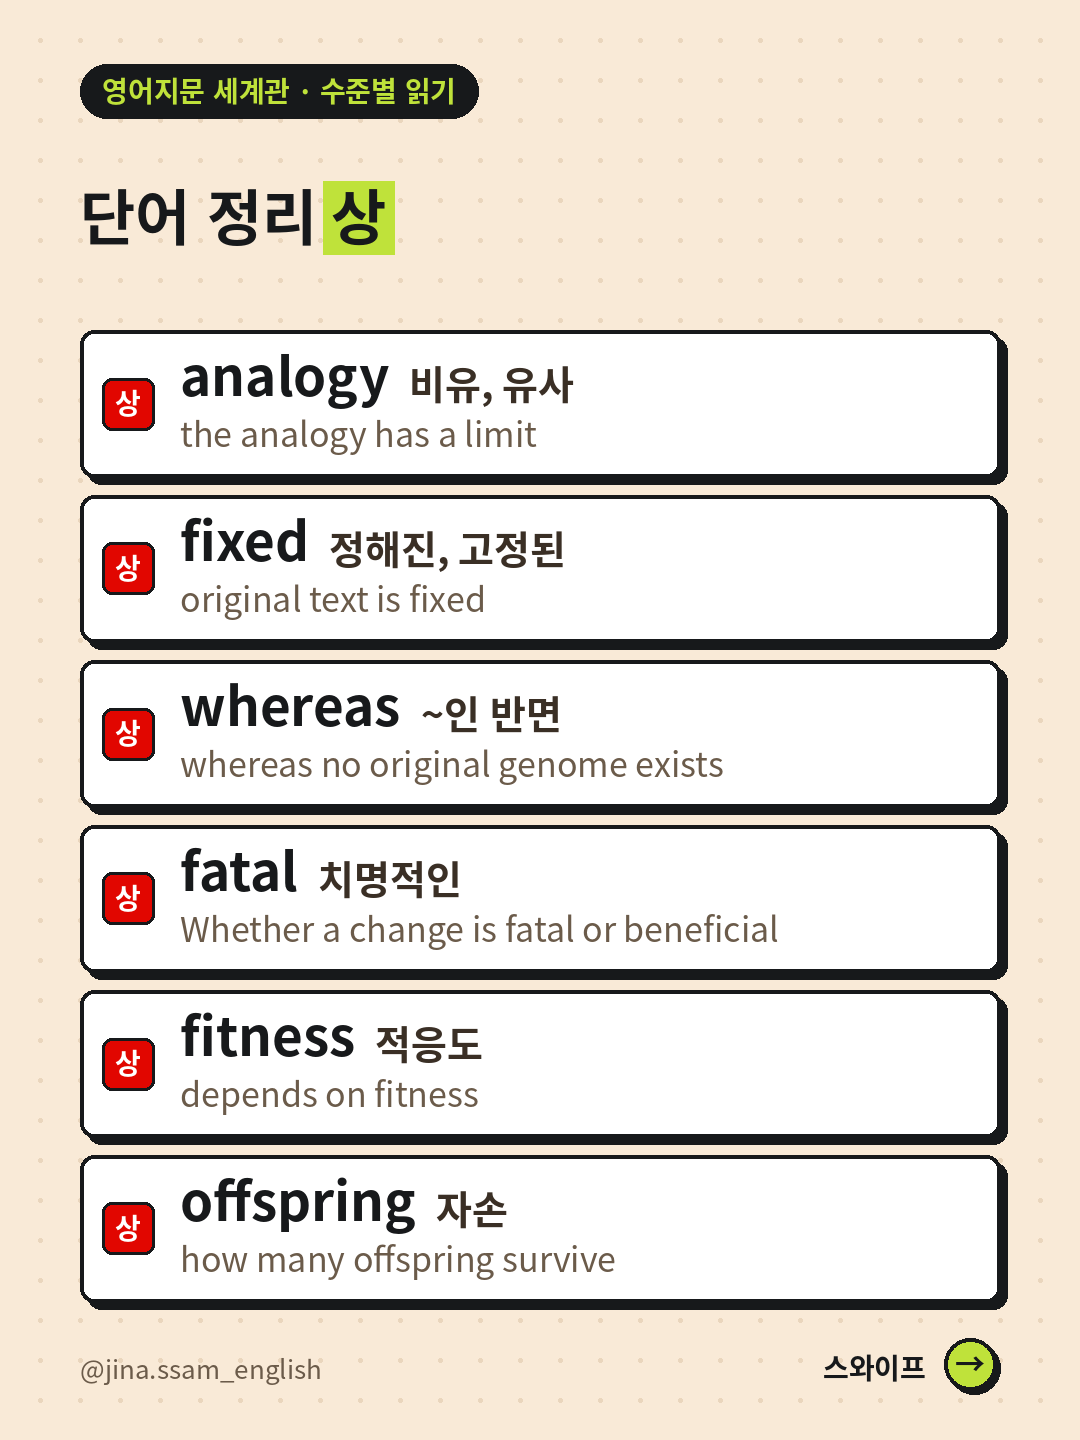 영어지문 세계관 · 수준별 읽기
단어 정리 상
상 analogy 비유, 유사
the analogy has a limit
상 fixed 정해진, 고정된
original text is fixed
상 whereas ~인 반면
whereas no original genome exists
상 fatal 치명적인
Whether a change is fatal or beneficial
상 fitness 적응도
depends on fitness
상 offspring 자손
how many offspring survive
@jina.ssam_english
스와이프 →